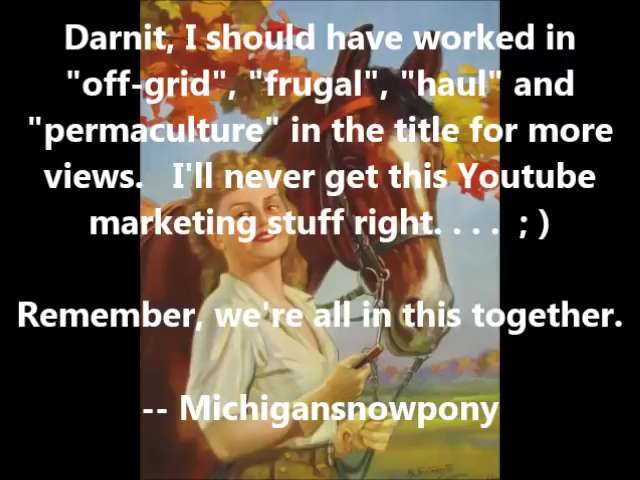 Darnit, I should have worked in
"off-grid", "frugal", "haul" and
"permaculture" in the title for more
views. I'll never get this Youtube
marketing stuff right. . . . ; )
Remember, we're all in this together.
-- Michigansnowpony